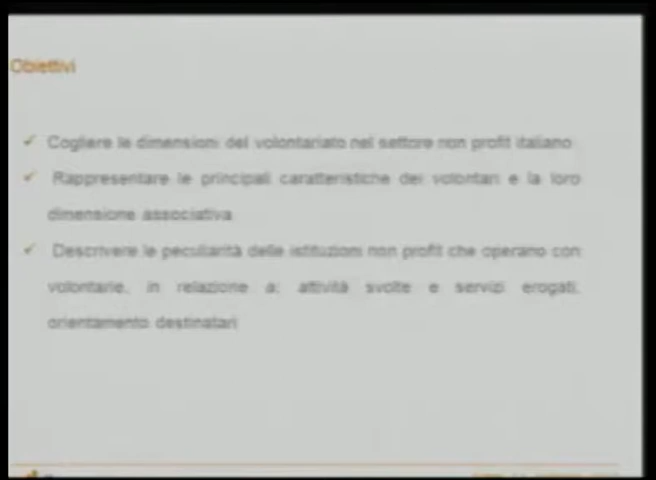 Obiettivi
✓ Cogliere le dimensioni del volontariato nel settore non profit italiano
✓ Rappresentare le principali caratteristiche dei volontari e la loro
dimensione associativa
✓ Descrivere le peculiarità delle istituzioni non profit che operano con
volontarie, in relazione a: attività svolte e servizi erogati,
orientamento destinatari